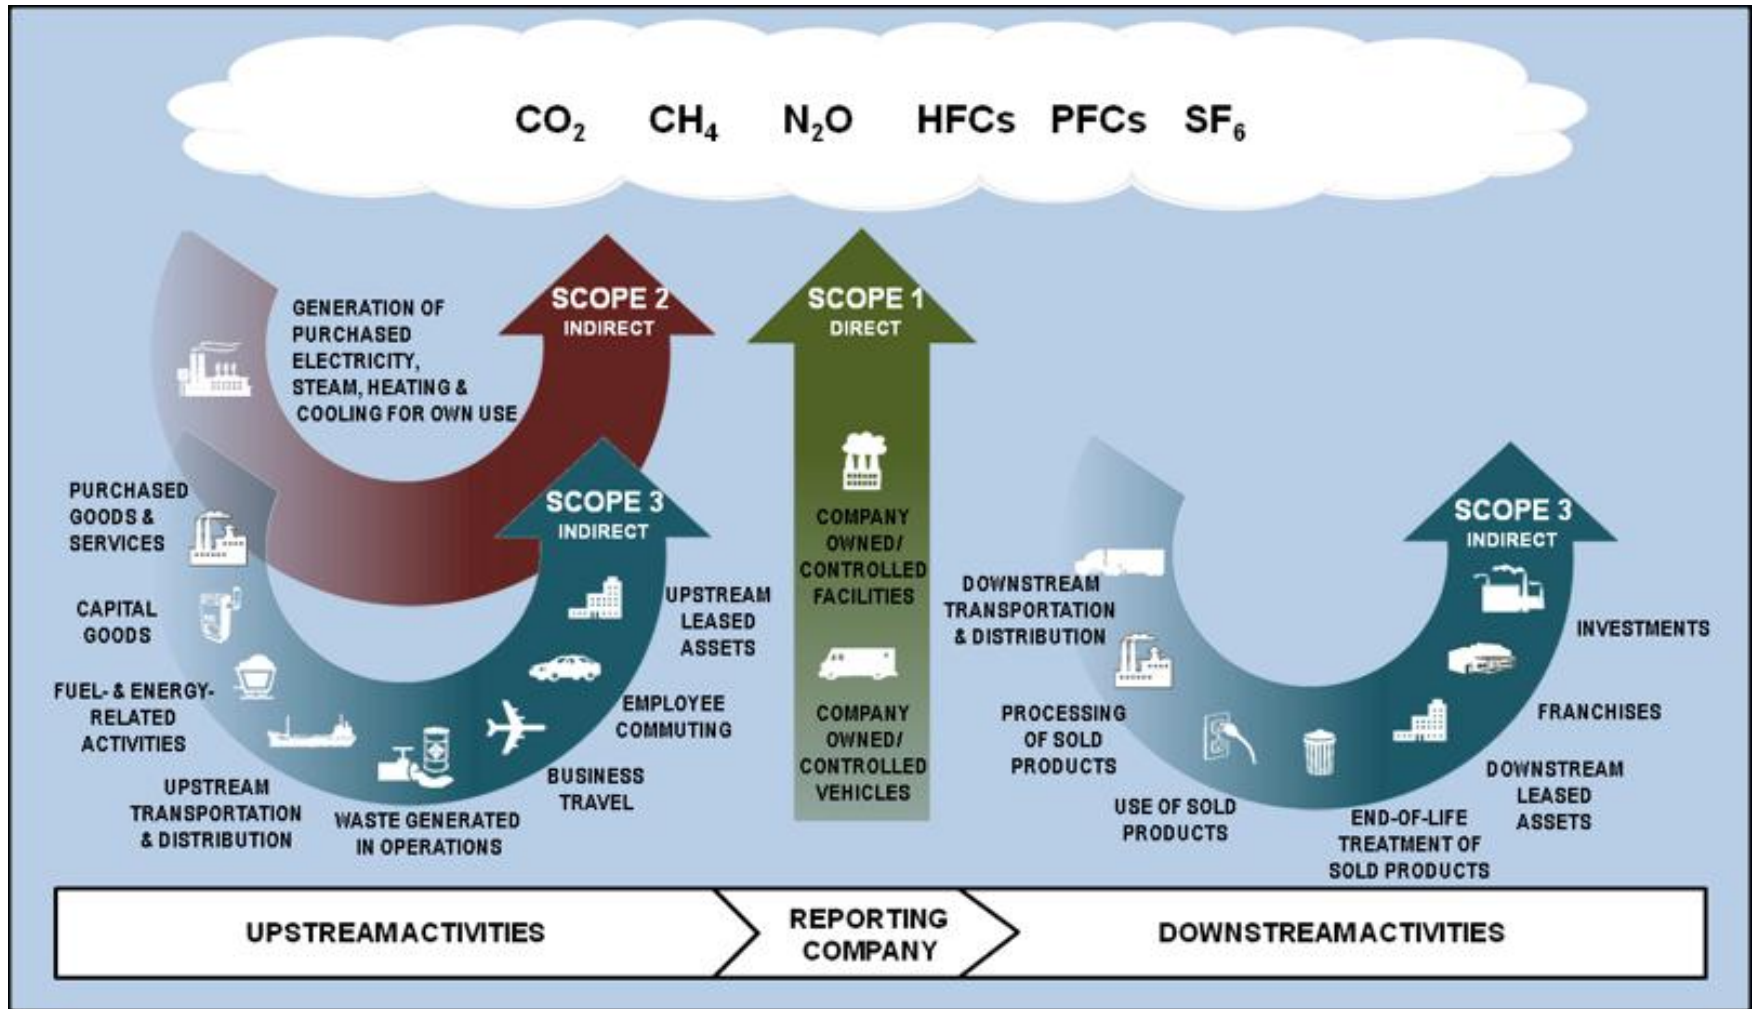 CO₂ CH₄ N₂O HFCs PFCs SF₆
SCOPE 2
INDIRECT
GENERATION OF
PURCHASED
ELECTRICITY,
STEAM, HEATING &
COOLING FOR OWN USE
SCOPE 1
DIRECT
COMPANY
OWNED/
CONTROLLED
FACILITIES
COMPANY
OWNED/
CONTROLLED
VEHICLES
SCOPE 3
INDIRECT
PURCHASED
GOODS &
SERVICES
CAPITAL
GOODS
FUEL- & ENERGY-
RELATED
ACTIVITIES
UPSTREAM
TRANSPORTATION
& DISTRIBUTION
WASTE GENERATED
IN OPERATIONS
BUSINESS
TRAVEL
EMPLOYEE
COMMUTING
UPSTREAM
LEASED
ASSETS
SCOPE 3
INDIRECT
DOWNSTREAM
TRANSPORTATION
& DISTRIBUTION
PROCESSING
OF SOLD
PRODUCTS
USE OF SOLD
PRODUCTS
END-OF-LIFE
TREATMENT OF
SOLD PRODUCTS
DOWNSTREAM
LEASED
ASSETS
FRANCHISES
INVESTMENTS
UPSTREAM ACTIVITIES
REPORTING
COMPANY
DOWNSTREAM ACTIVITIES